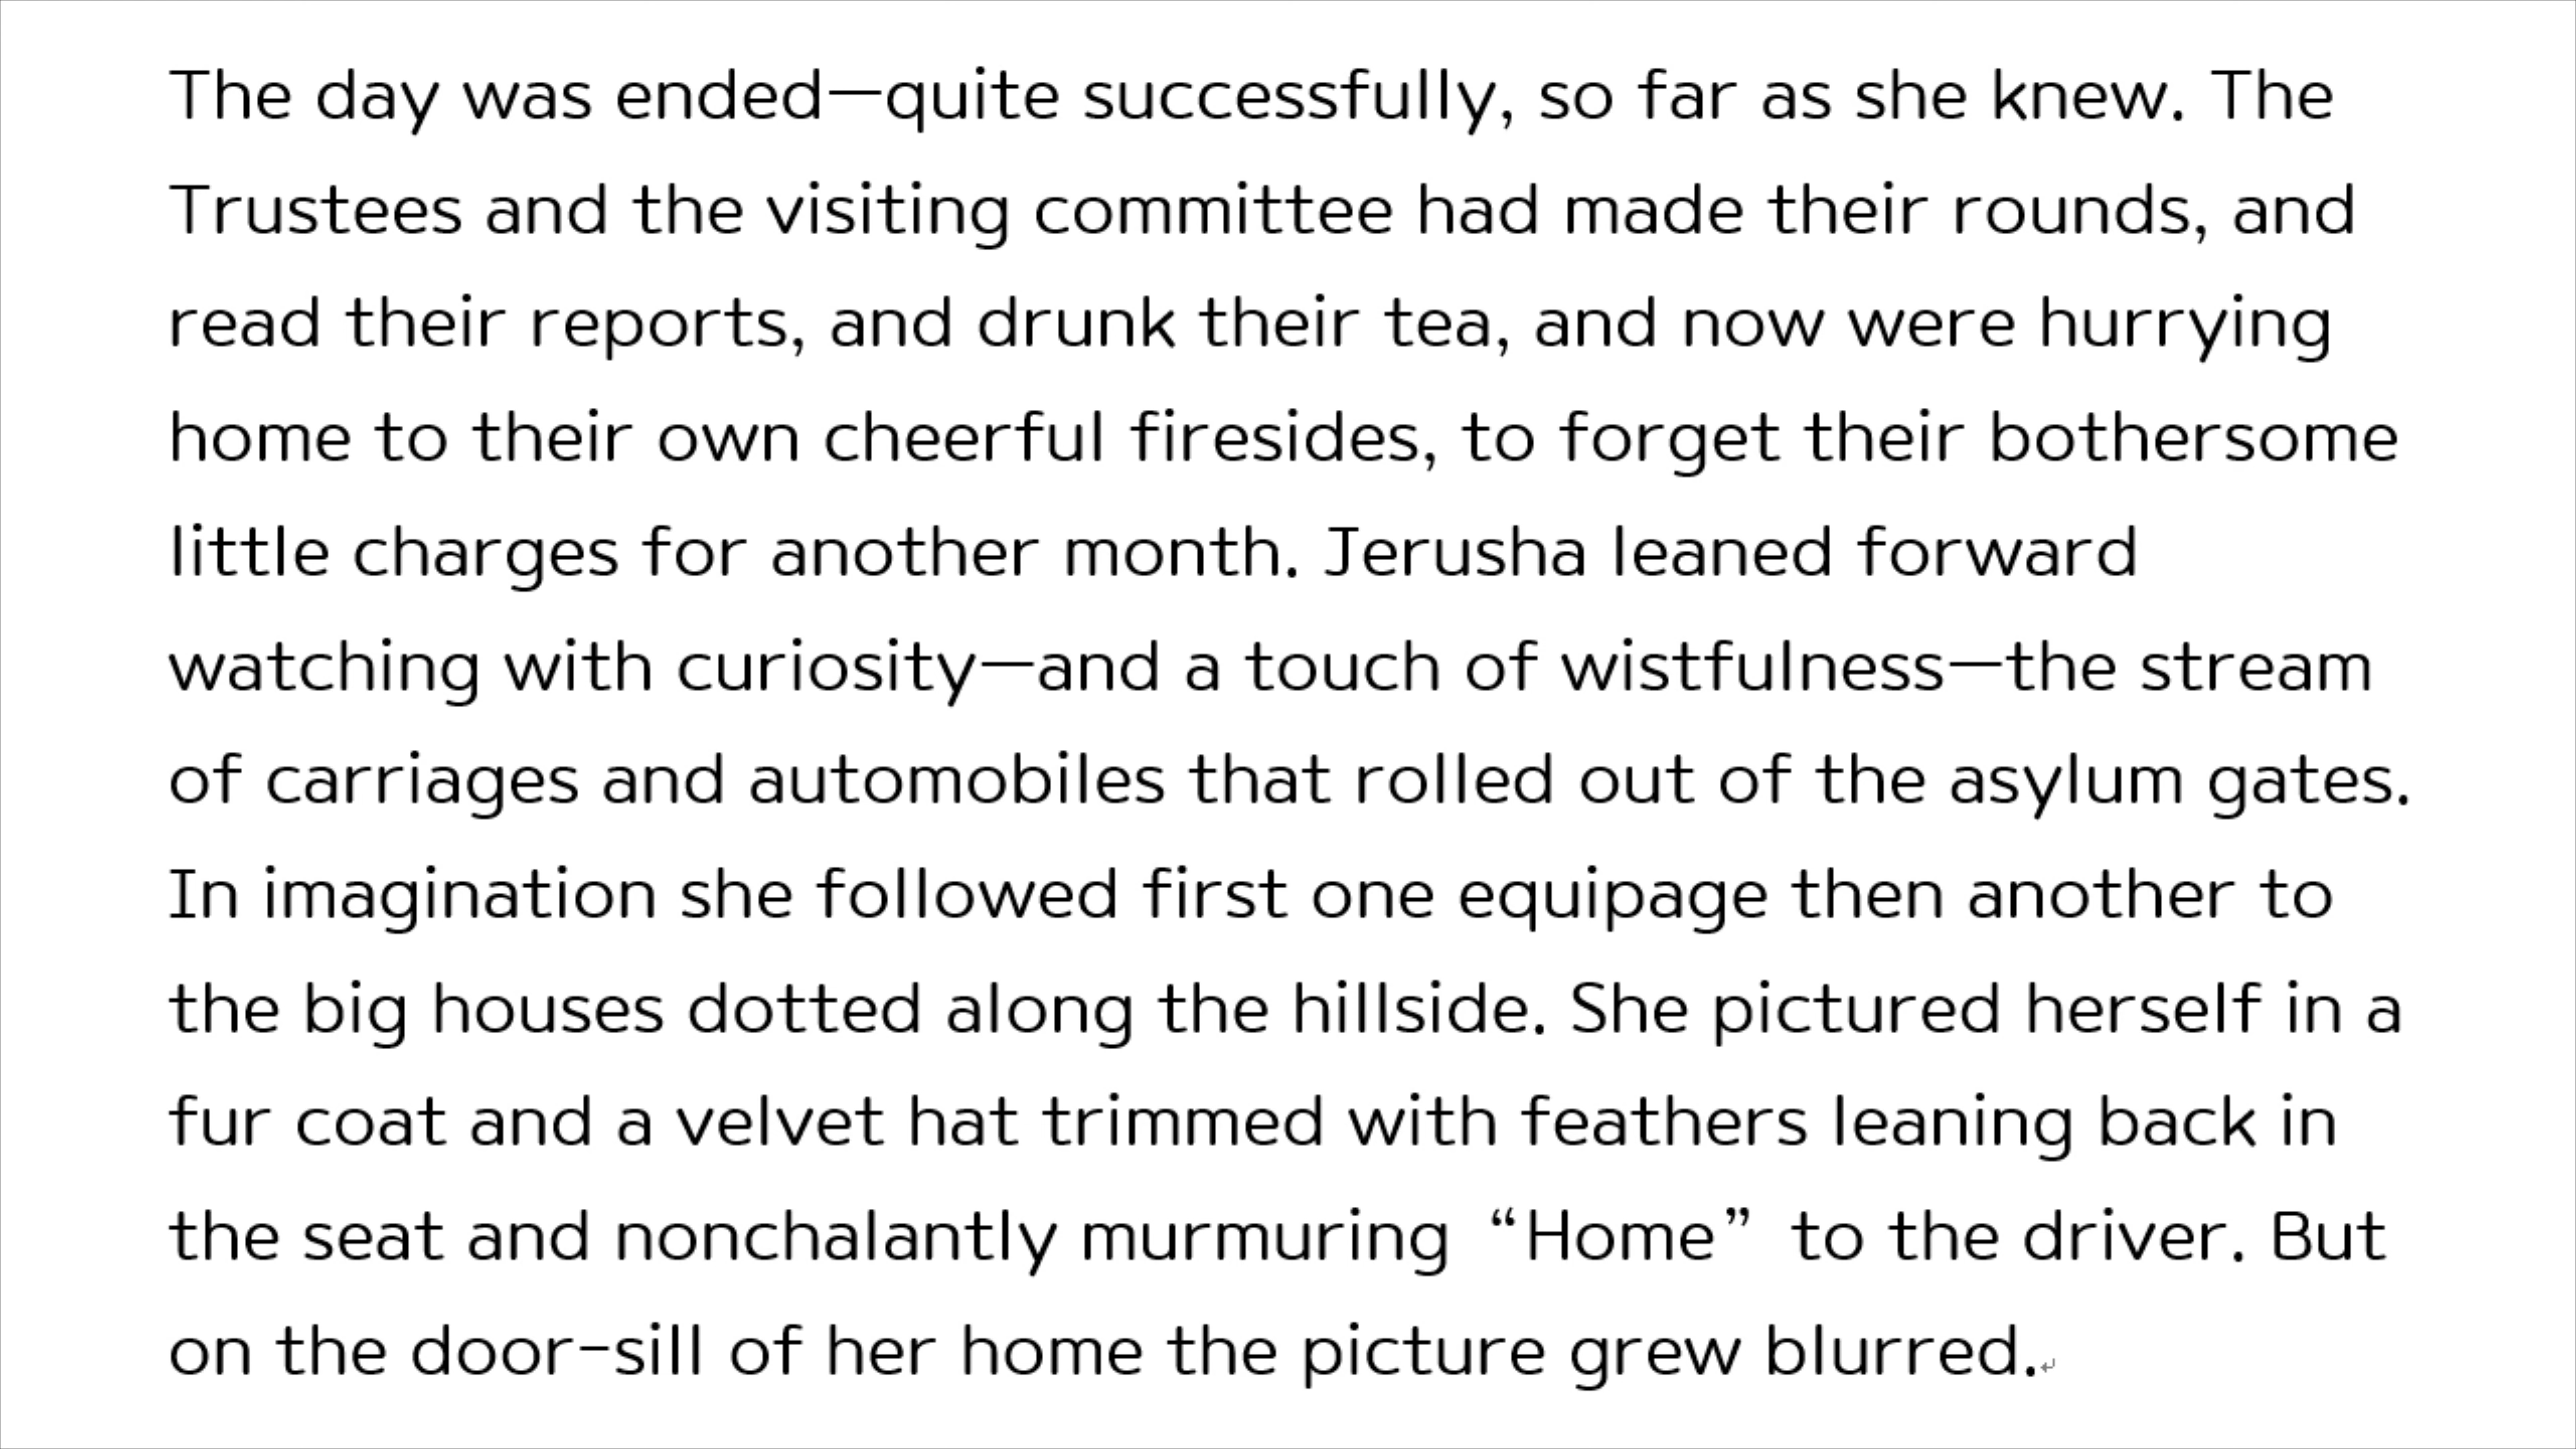 The day was ended—quite successfully, so far as she knew. The
Trustees and the visiting committee had made their rounds, and
read their reports, and drunk their tea, and now were hurrying
home to their own cheerful firesides, to forget their bothersome
little charges for another month. Jerusha leaned forward
watching with curiosity—and a touch of wistfulness—the stream
of carriages and automobiles that rolled out of the asylum gates.
In imagination she followed first one equipage then another to
the big houses dotted along the hillside. She pictured herself in a
fur coat and a velvet hat trimmed with feathers leaning back in
the seat and nonchalantly murmuring “Home” to the driver. But
on the door-sill of her home the picture grew blurred.